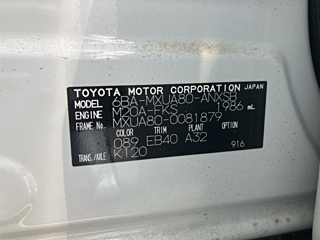 TOYOTA MOTOR CORPORATION JAPAN
MODEL 6BA-MXUA80-ANXSB
ENGINE M20A-FKS 1986 mL
FRAME No. MXUA80-0081879
COLOR TRIM PLANT OPTION
089 EB40 A32
TRANS./AXLE K120 916